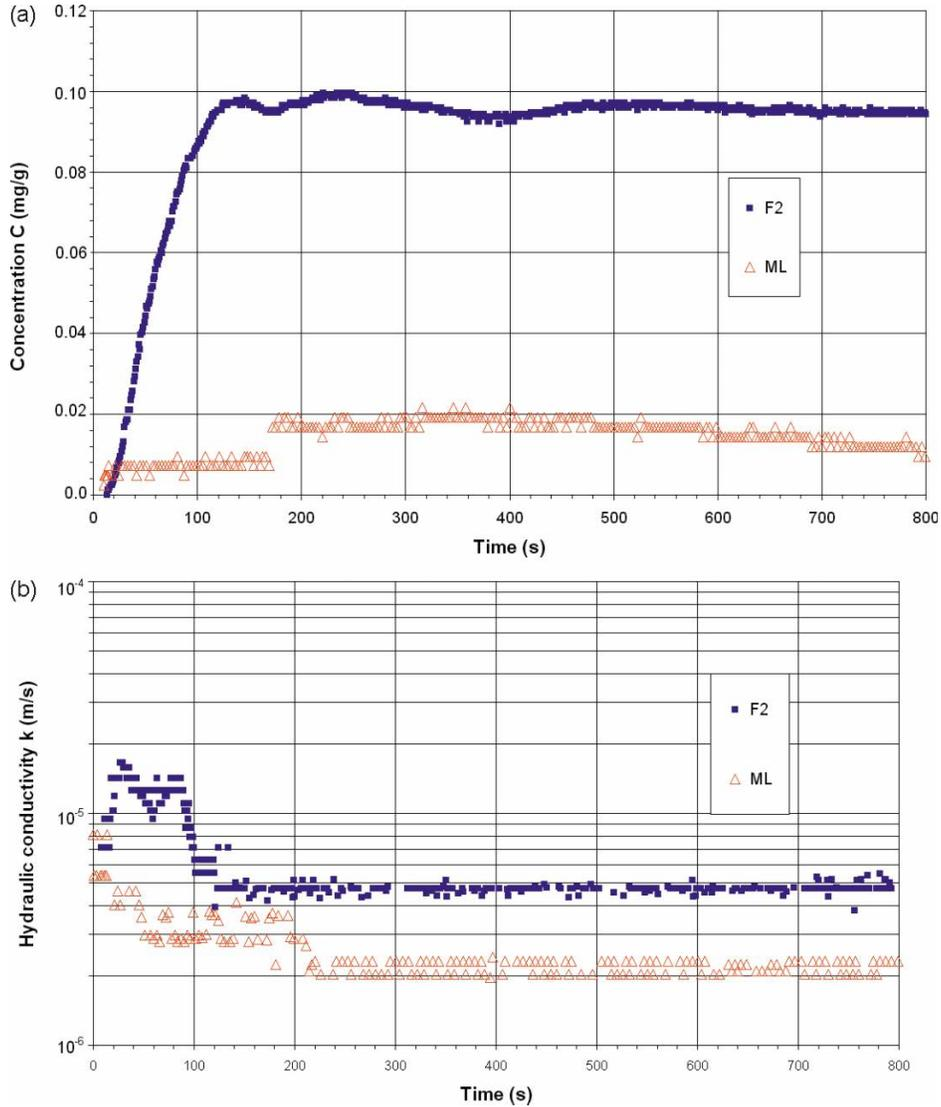 (a)
Concentration C (mg/g)
0.12
0.10
0.08
0.06
0.04
0.02
0.0
F2
ML
0 100 200 300 400 500 600 700 800
Time (s)
(b)
Hydraulic conductivity k (m/s)
10⁻⁴
10⁻⁵
10⁻⁶
F2
ML
0 100 200 300 400 500 600 700 800
Time (s)